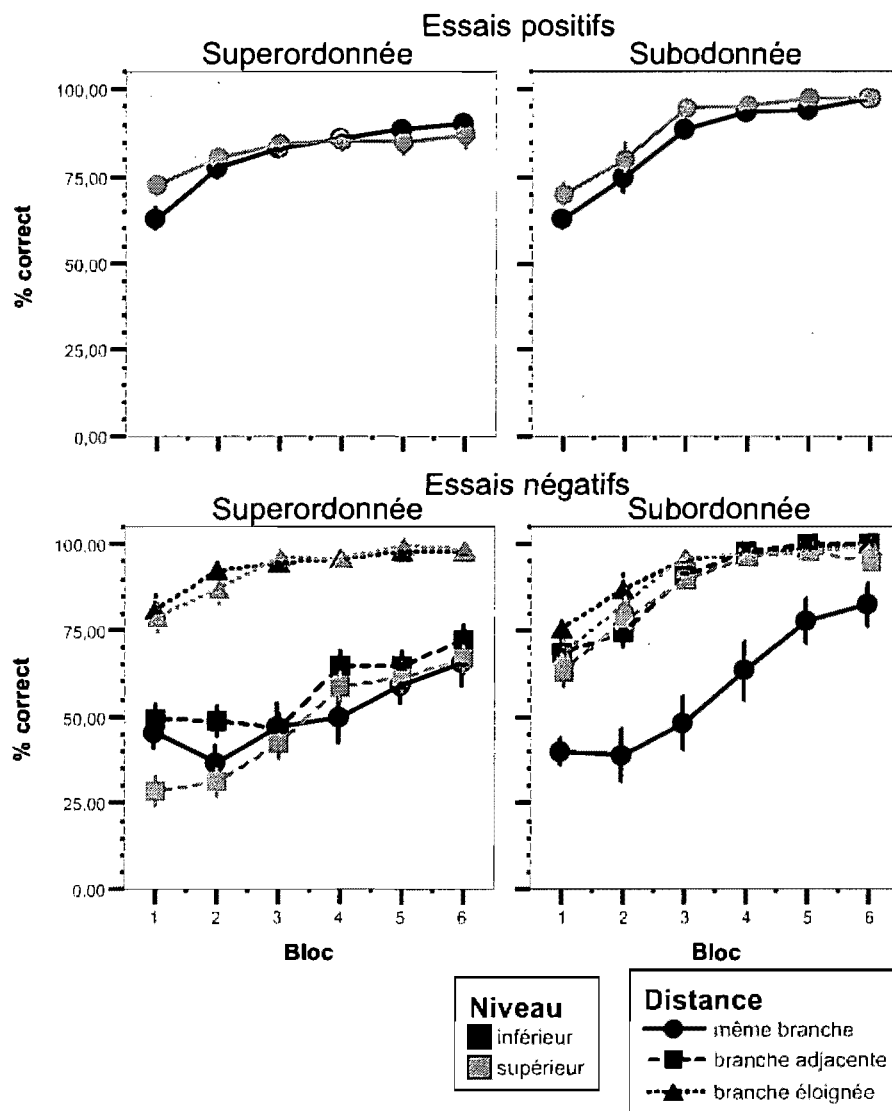 Essais positifs
Superordonnée
Subodonnée
100,00
75,00
50,00
25,00
0,00
% correct
Essais négatifs
Superordonnée
Subordonnée
100,00
75,00
50,00
25,00
0,00
% correct
1 2 3 4 5 6
1 2 3 4 5 6
Bloc
Bloc
Niveau
inférieur
supérieur
Distance
même branche
branche adjacente
branche éloignée